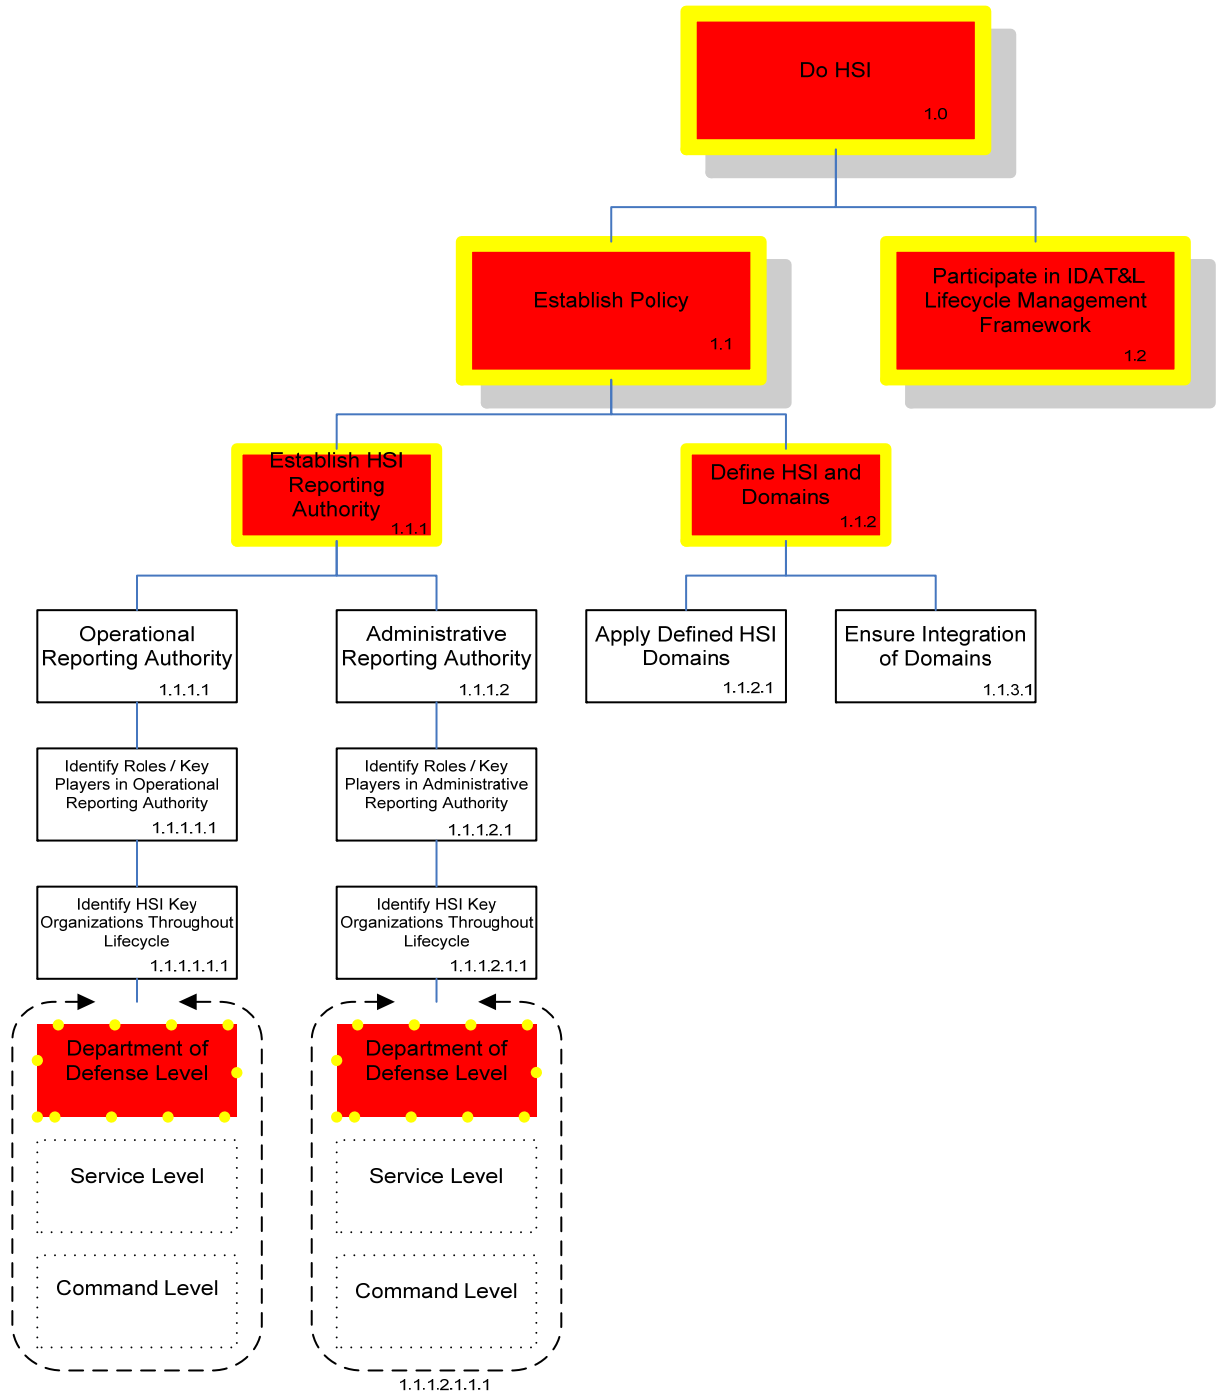 Do HSI
1.0
Establish Policy
1.1
Participate in IDAT&L
Lifecycle Management
Framework
1.2
Establish HSI
Reporting
Authority
1.1.1
Define HSI and
Domains
1.1.2
Operational
Reporting Authority
1.1.1.1
Administrative
Reporting Authority
1.1.1.2
Apply Defined HSI
Domains
1.1.2.1
Ensure Integration
of Domains
1.1.3.1
Identify Roles / Key
Players in Operational
Reporting Authority
1.1.1.1.1
Identify Roles / Key
Players in Administrative
Reporting Authority
1.1.1.2.1
Identify HSI Key
Organizations Throughout
Lifecycle
1.1.1.1.1.1
Identify HSI Key
Organizations Throughout
Lifecycle
1.1.1.2.1.1
Department of
Defense Level
Service Level
Command Level
Department of
Defense Level
Service Level
Command Level
1.1.1.2.1.1.1